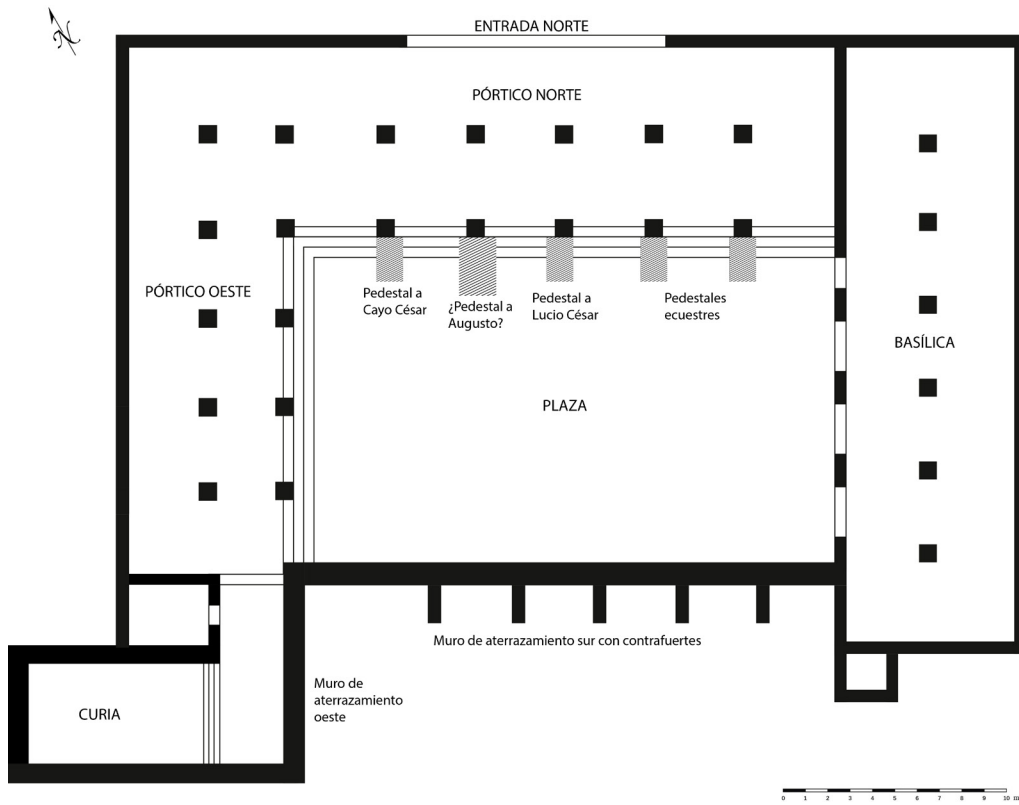 N
ENTRADA NORTE
PÓRTICO NORTE
PÓRTICO OESTE
Pedestal a
Cayo César
¿Pedestal a
Augusto?
Pedestal a
Lucio César
Pedestales
ecuestres
BASÍLICA
PLAZA
Muro de aterrazamiento sur con contrafuertes
Muro de
aterrazamiento
oeste
CURIA
0 1 2 3 4 5 6 7 8 9 10 m